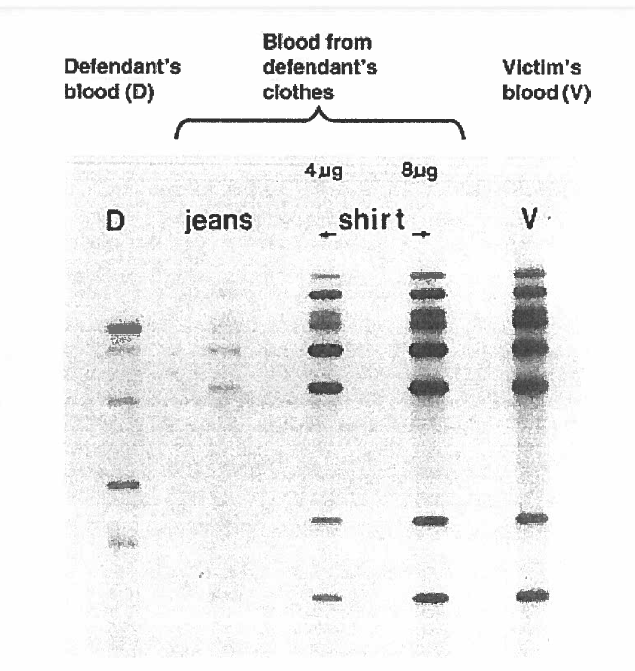 Defendant's
blood (D)
Blood from
defendant's
clothes
Victim's
blood (V)
4µg
8µg
D
jeans
shirt
V